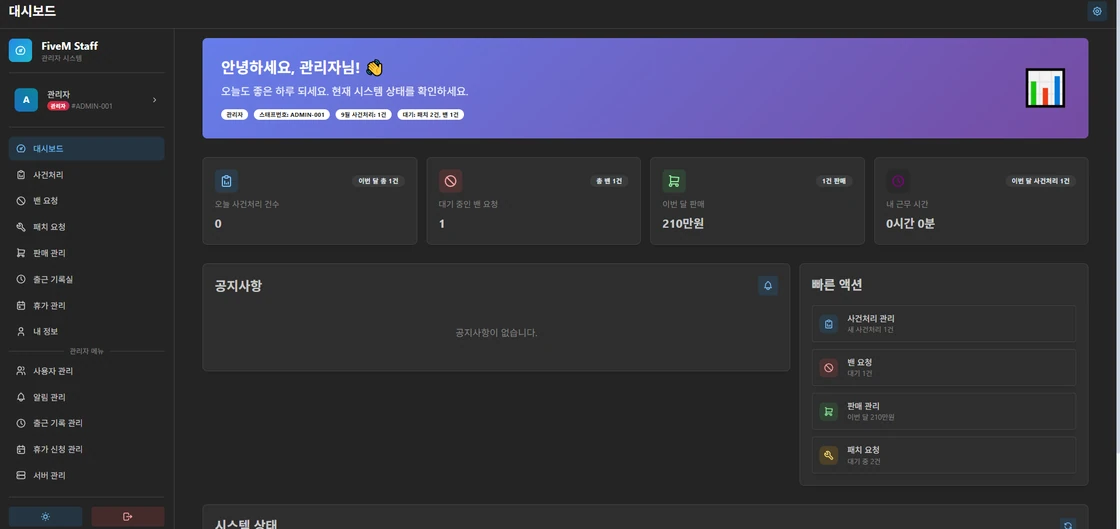 대시보드
FiveM Staff
관리자 시스템
A
관리자
관리자 #ADMIN-001
대시보드
사건처리
밴 요청
패치 요청
판매 관리
출근 기록실
휴가 관리
내 정보
관리자 메뉴
사용자 관리
알림 관리
출근 기록 관리
휴가 신청 관리
서버 관리
안녕하세요, 관리자님! 👋
오늘도 좋은 하루 되세요. 현재 시스템 상태를 확인하세요.
관리자 스태프번호: ADMIN-001 9월 사건처리: 1건 대기: 패치 2건, 밴 1건
이번 달 총 1건
오늘 사건처리 건수
0
총 밴 1건
대기 중인 밴 요청
1
1건 판매
이번 달 판매
210만원
이번 달 사건처리 1건
내 근무 시간
0시간 0분
공지사항
공지사항이 없습니다.
빠른 액션
사건처리 관리
새 사건처리 1건
밴 요청
대기 1건
판매 관리
이번 달 210만원
패치 요청
대기 중 2건
시스템 상태